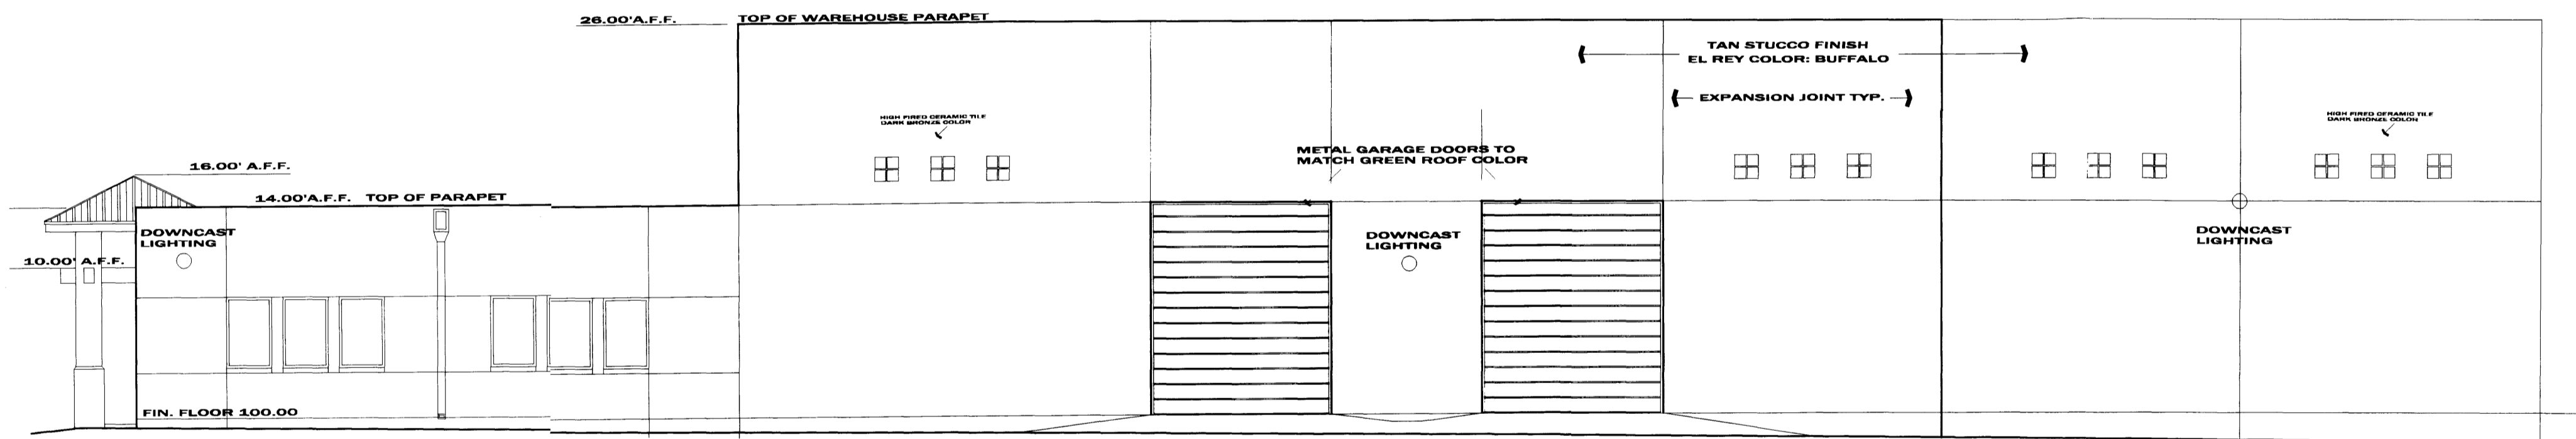 26.00'A.F.F.
TOP OF WAREHOUSE PARAPET
TAN STUCCO FINISH
EL REY COLOR: BUFFALO
EXPANSION JOINT TYP.
HIGH FIRED CERAMIC TILE
DARK BRONZE COLOR
HIGH FIRED CERAMIC TILE
DARK BRONZE COLOR
METAL GARAGE DOORS TO
MATCH GREEN ROOF COLOR
16.00' A.F.F.
14.00'A.F.F. TOP OF PARAPET
DOWNCAST
LIGHTING
DOWNCAST
LIGHTING
DOWNCAST
LIGHTING
10.00' A.F.F.
FIN. FLOOR 100.00